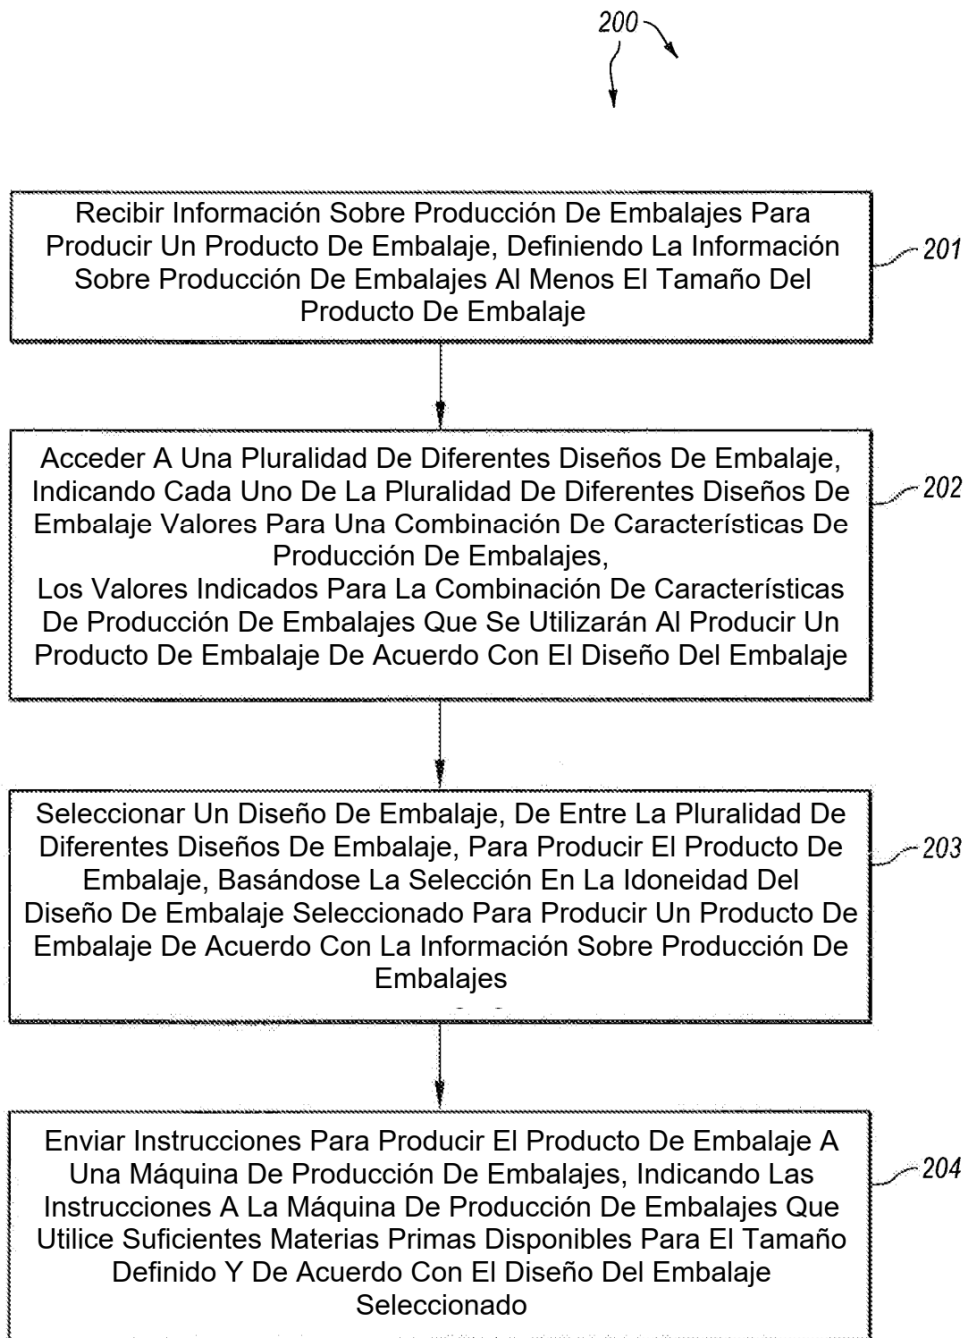 200
Recibir Información Sobre Producción De Embalajes Para
Producir Un Producto De Embalaje, Definiendo La Información
Sobre Producción De Embalajes Al Menos El Tamaño Del
Producto De Embalaje
201
Acceder A Una Pluralidad De Diferentes Diseños De Embalaje,
Indicando Cada Uno De La Pluralidad De Diferentes Diseños De
Embalaje Valores Para Una Combinación De Características De
Producción De Embalajes,
Los Valores Indicados Para La Combinación De Características
De Producción De Embalajes Que Se Utilizarán Al Producir Un
Producto De Embalaje De Acuerdo Con El Diseño Del Embalaje
202
Seleccionar Un Diseño De Embalaje, De Entre La Pluralidad De
Diferentes Diseños De Embalaje, Para Producir El Producto De
Embalaje, Basándose La Selección En La Idoneidad Del
Diseño De Embalaje Seleccionado Para Producir Un Producto De
Embalaje De Acuerdo Con La Información Sobre Producción De
Embalajes
203
Enviar Instrucciones Para Producir El Producto De Embalaje A
Una Máquina De Producción De Embalajes, Indicando Las
Instrucciones A La Máquina De Producción De Embalajes Que
Utilice Suficientes Materias Primas Disponibles Para El Tamaño
Definido Y De Acuerdo Con El Diseño Del Embalaje
Seleccionado
204